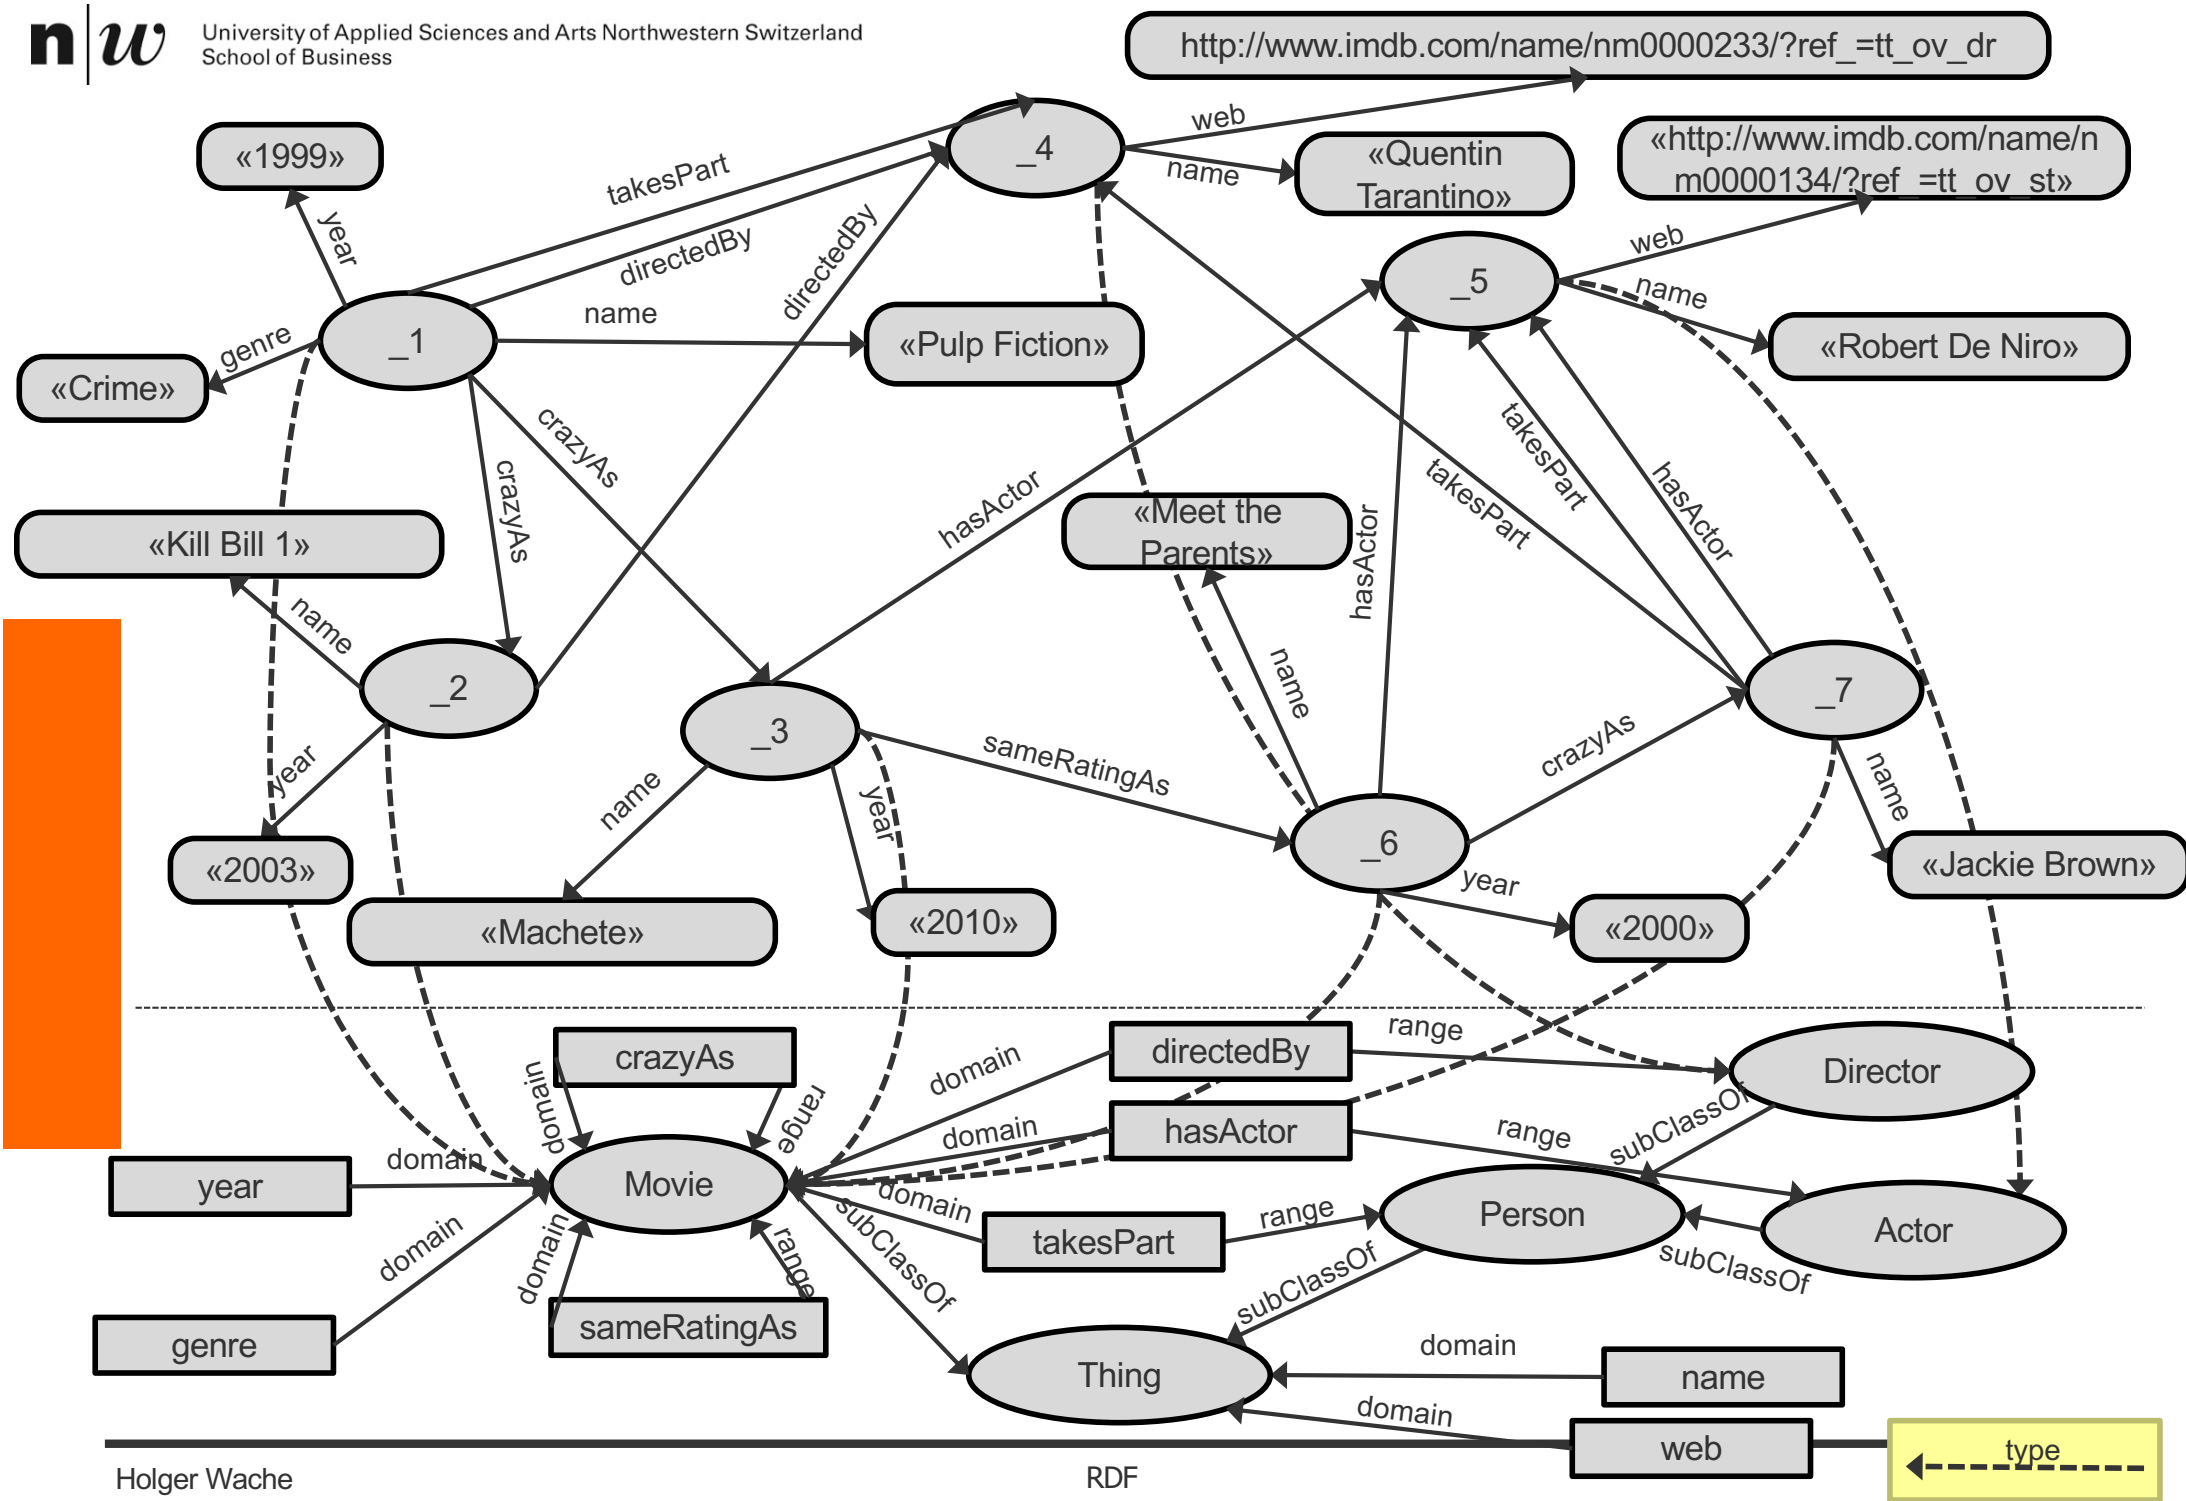 n|w University of Applied Sciences and Arts Northwestern Switzerland
School of Business
http://www.imdb.com/name/nm0000233/?ref_=tt_ov_dr
web
_4
«Quentin
Tarantino»
name
«http://www.imdb.com/name/n
m0000134/?ref_=tt_ov_st»
«1999»
takesPart
year
directedBy
directedBy
web
_5
name
name
genre
_1
«Pulp Fiction»
«Robert De Niro»
«Crime»
crazyAs
crazyAs
hasActor
takesPart
takesPart
hasActor
«Meet the
Parents»
hasActor
«Kill Bill 1»
name
_2
name
_3
_7
year
name
year
sameRatingAs
crazyAs
name
_6
«2003»
year
«Jackie Brown»
«Machete»
«2010»
«2000»
crazyAs
domain
range
domain
directedBy
range
Director
domain
hasActor
range
subClassOf
year
domain
Movie
domain
takesPart
range
Person
Actor
subClassOf
domain
domain
range
subClassOf
subClassOf
genre
sameRatingAs
Thing
domain
name
domain
web
type
Holger Wache
RDF